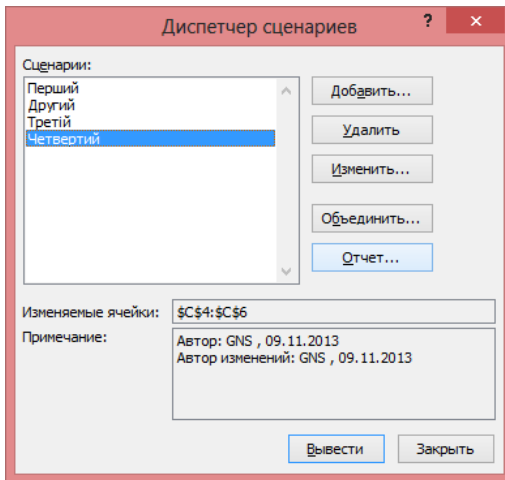 Диспетчер сценариев
?
×
Сценарии:
Перший
Другий
Третій
Четвертий
Добавить...
Удалить
Изменить...
Объединить...
Отчет...
Изменяемые ячейки:
$C$4:$C$6
Примечание:
Автор: GNS , 09.11.2013
Автор изменений: GNS , 09.11.2013
Вывести
Закрыть